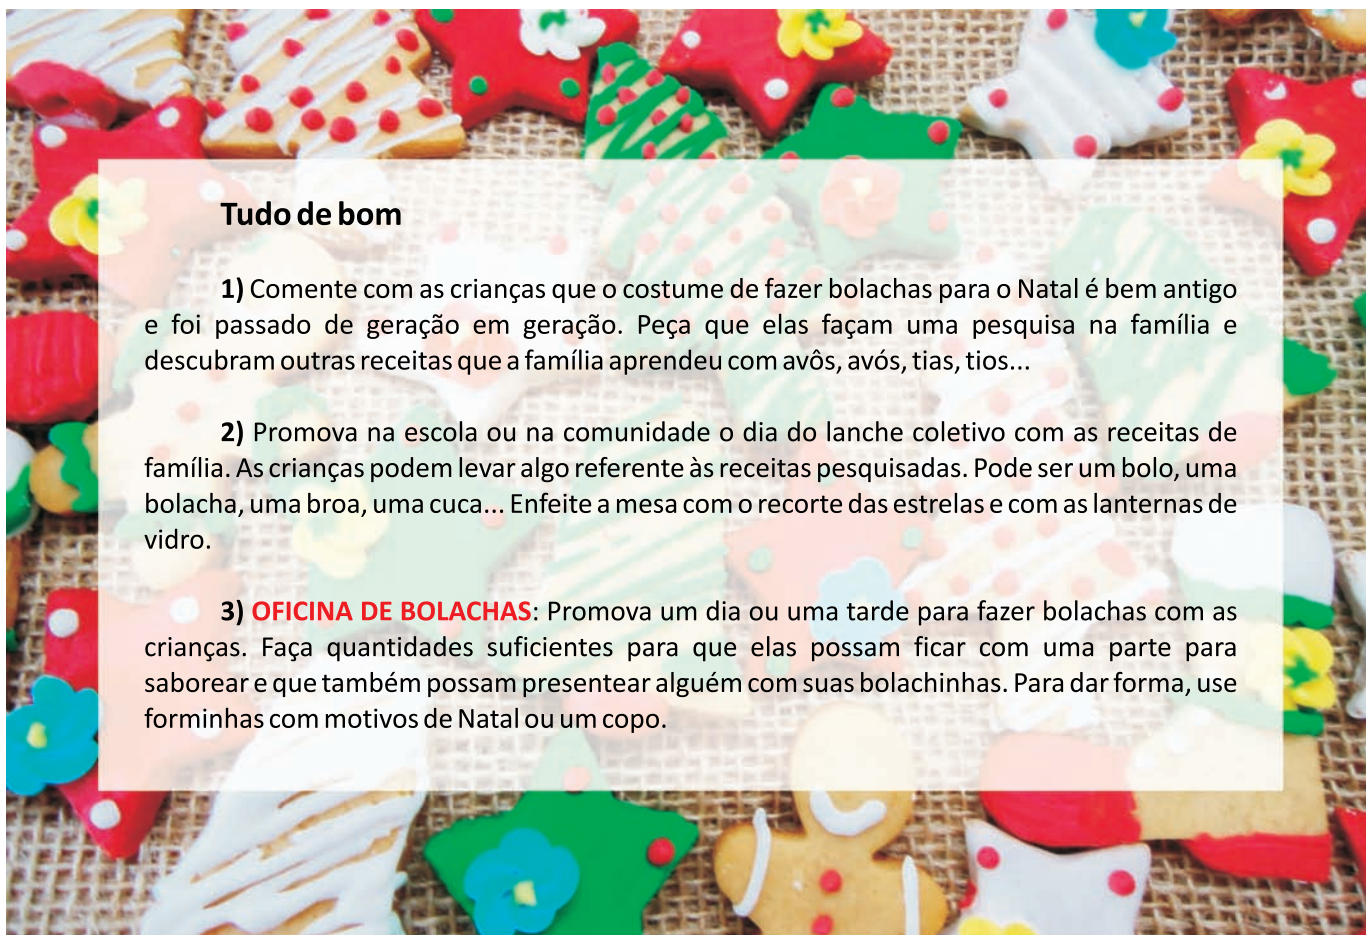 Tudo de bom
1) Comente com as crianças que o costume de fazer bolachas para o Natal é bem antigo
e foi passado de geração em geração. Peça que elas façam uma pesquisa na família e
descubram outras receitas que a família aprendeu com avôs, avós, tias, tios...
2) Promova na escola ou na comunidade o dia do lanche coletivo com as receitas de
família. As crianças podem levar algo referente às receitas pesquisadas. Pode ser um bolo, uma
bolacha, uma broa, uma cuca... Enfeite a mesa com o recorte das estrelas e com as lanternas de
vidro.
3) OFICINA DE BOLACHAS: Promova um dia ou uma tarde para fazer bolachas com as
crianças. Faça quantidades suficientes para que elas possam ficar com uma parte para
saborear e que também possam presentear alguém com suas bolachinhas. Para dar forma, use
forminhas com motivos de Natal ou um copo.